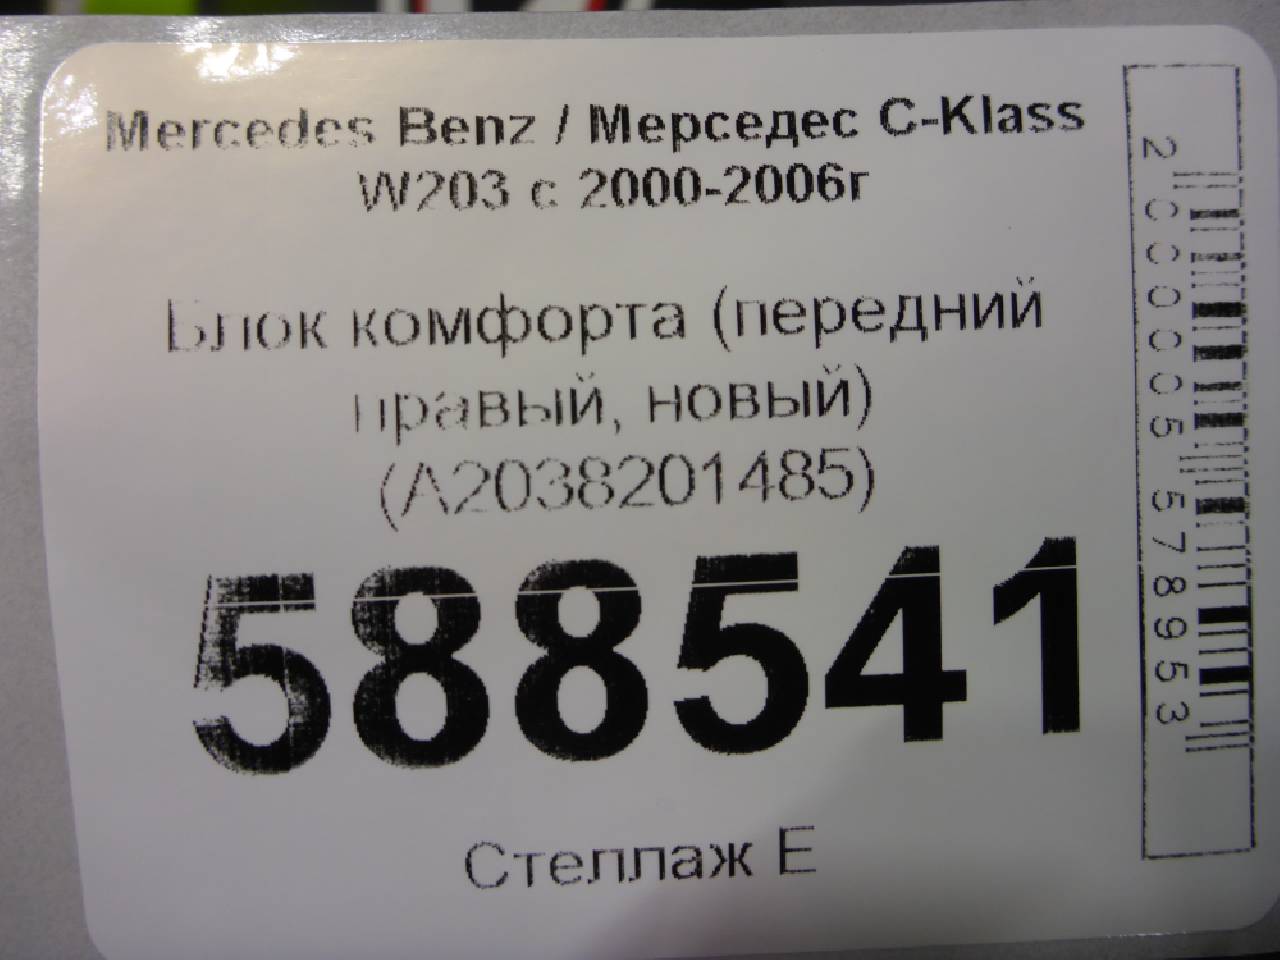 Mercedes Benz / Мерседес C-Klass
W203 с 2000-2006г
Блок комфорта (передний
правый, новый)
(A2038201485)
588541
Стеллаж Е
2000005578953